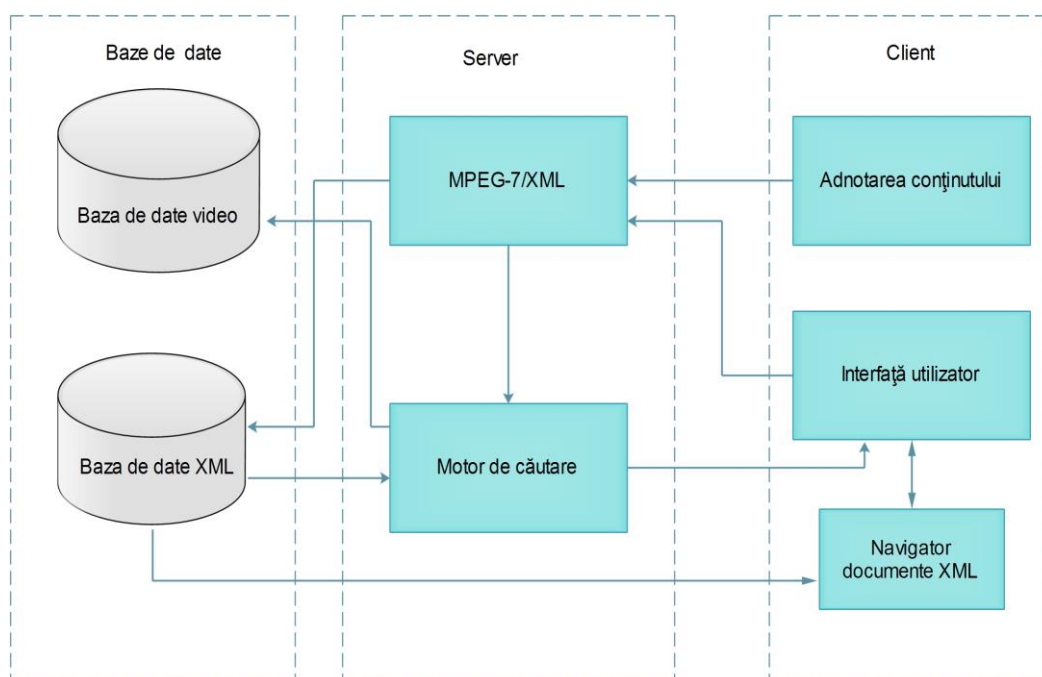 Baze de date
Server
Client
Baza de date video
MPEG-7/XML
Adnotarea conţinutului
Baza de date XML
Motor de căutare
Interfaţă utilizator
Navigator
documente XML